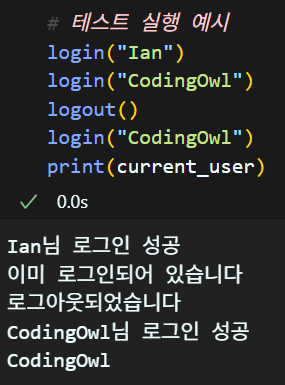 # 테스트 실행 예시
login("Ian")
login("CodingOwl")
logout()
login("CodingOwl")
print(current_user)
0.0s
Ian님 로그인 성공
이미 로그인되어 있습니다
로그아웃되었습니다
CodingOwl님 로그인 성공
CodingOwl